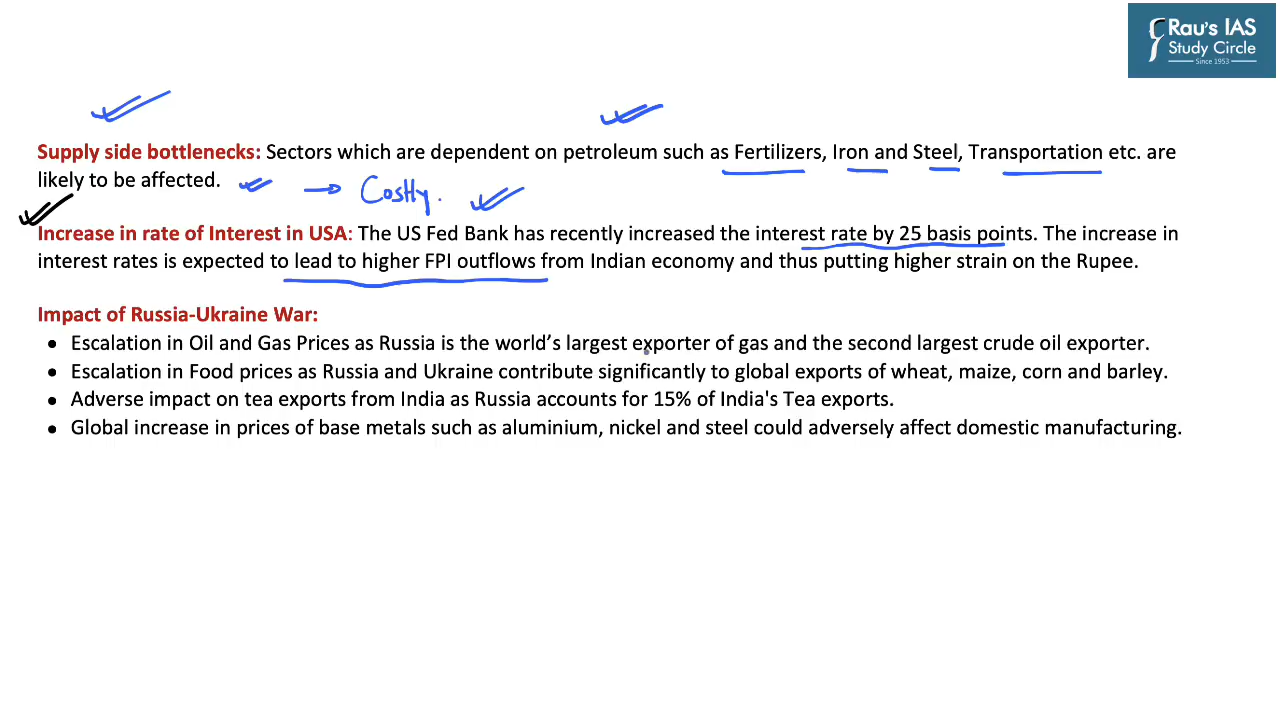 Rau's IAS
Study Circle
Since 1953
Supply side bottlenecks: Sectors which are dependent on petroleum such as Fertilizers, Iron and Steel, Transportation etc. are
likely to be affected. → Costly.
Increase in rate of Interest in USA: The US Fed Bank has recently increased the interest rate by 25 basis points. The increase in
interest rates is expected to lead to higher FPI outflows from Indian economy and thus putting higher strain on the Rupee.
Impact of Russia-Ukraine War:
• Escalation in Oil and Gas Prices as Russia is the world's largest exporter of gas and the second largest crude oil exporter.
• Escalation in Food prices as Russia and Ukraine contribute significantly to global exports of wheat, maize, corn and barley.
• Adverse impact on tea exports from India as Russia accounts for 15% of India's Tea exports.
• Global increase in prices of base metals such as aluminium, nickel and steel could adversely affect domestic manufacturing.